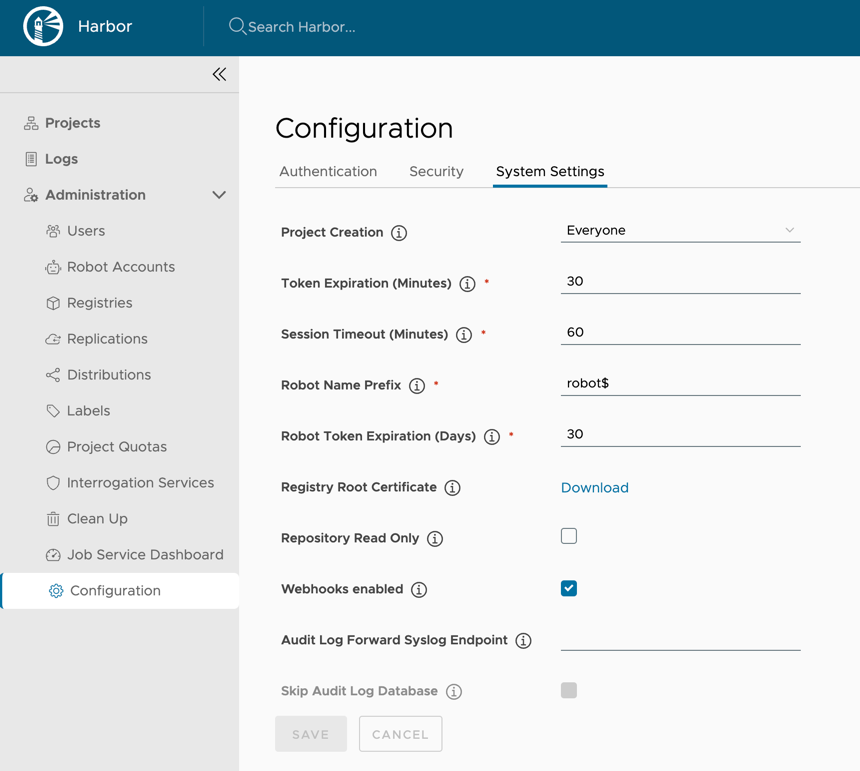 Harbor
Search Harbor...
Projects
Logs
Administration
Users
Robot Accounts
Registries
Replications
Distributions
Labels
Project Quotas
Interrogation Services
Clean Up
Job Service Dashboard
Configuration
Configuration
Authentication Security System Settings
Project Creation Everyone
Token Expiration (Minutes) * 30
Session Timeout (Minutes) * 60
Robot Name Prefix * robot$
Robot Token Expiration (Days) * 30
Registry Root Certificate Download
Repository Read Only
Webhooks enabled
Audit Log Forward Syslog Endpoint
Skip Audit Log Database
SAVE CANCEL